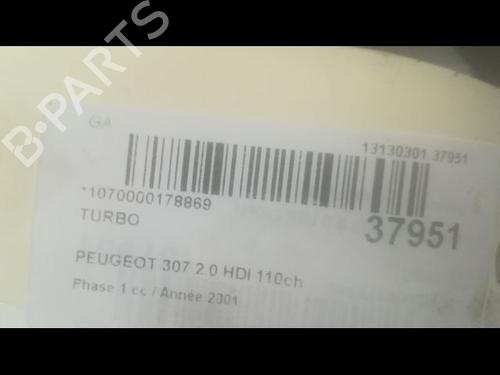 B-PARTS
GA
13130301 37951
*1070000178869
37951
TURBO
PEUGEOT 307 2.0 HDI 110ch
Phase 1 cc / Année 2001